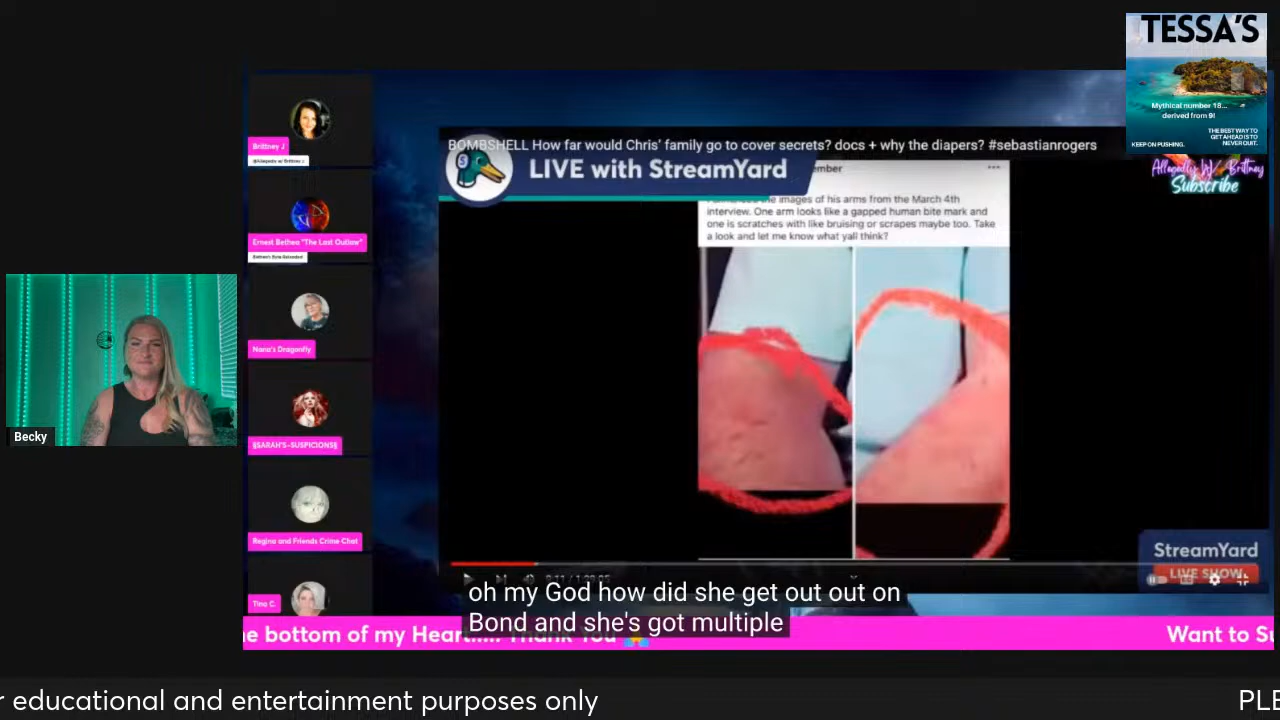 TESSA'S
Mythical number 18...
derived from 9!
THE BEST WAY TO
GET AHEAD IS TO
NEVER QUIT.
KEEP ON PUSHING.
Allegedly W/ Brittney
Subscribe
BOMBSHELL How far would Chris' family go to cover secrets? docs + why the diapers? #sebastianrogers
LIVE with StreamYard
ember
the images of his arms from the March 4th
interview. One arm looks like a gapped human bite mark and
one is scratches with like bruising or scrapes maybe too. Take
a look and let me know what yall think?
Brittney J
Ernest Bethea "The Last Outlaw"
Nana's Dragonfly
§SARAH'S~SUSPICIONS§
Regina and Friends Crime Chat
Tina C.
Becky
StreamYard
LIVE SHOW
oh my God how did she get out out on
Bond and she's got multiple
e bottom of my Heart..... Thank You
Want to Su
r educational and entertainment purposes only
PLE